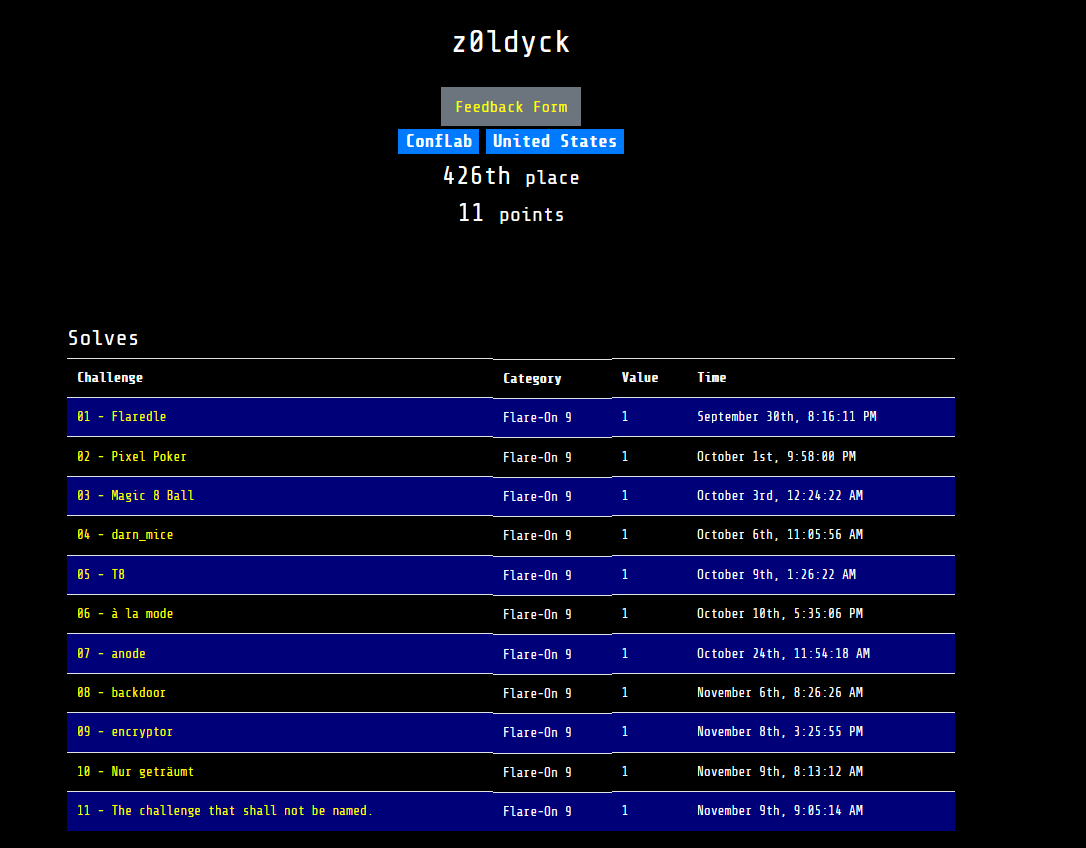 z0ldyck
Feedback Form
ConfLab United States
426th place
11 points
Solves
Challenge Category Value Time
01 - Flaredle Flare-On 9 1 September 30th, 8:16:11 PM
02 - Pixel Poker Flare-On 9 1 October 1st, 9:58:00 PM
03 - Magic 8 Ball Flare-On 9 1 October 3rd, 12:24:22 AM
04 - darn_mice Flare-On 9 1 October 6th, 11:05:56 AM
05 - T8 Flare-On 9 1 October 9th, 1:26:22 AM
06 - à la mode Flare-On 9 1 October 10th, 5:35:06 PM
07 - anode Flare-On 9 1 October 24th, 11:54:18 AM
08 - backdoor Flare-On 9 1 November 6th, 8:26:26 AM
09 - encryptor Flare-On 9 1 November 8th, 3:25:55 PM
10 - Nur geträumt Flare-On 9 1 November 9th, 8:13:12 AM
11 - The challenge that shall not be named. Flare-On 9 1 November 9th, 9:05:14 AM